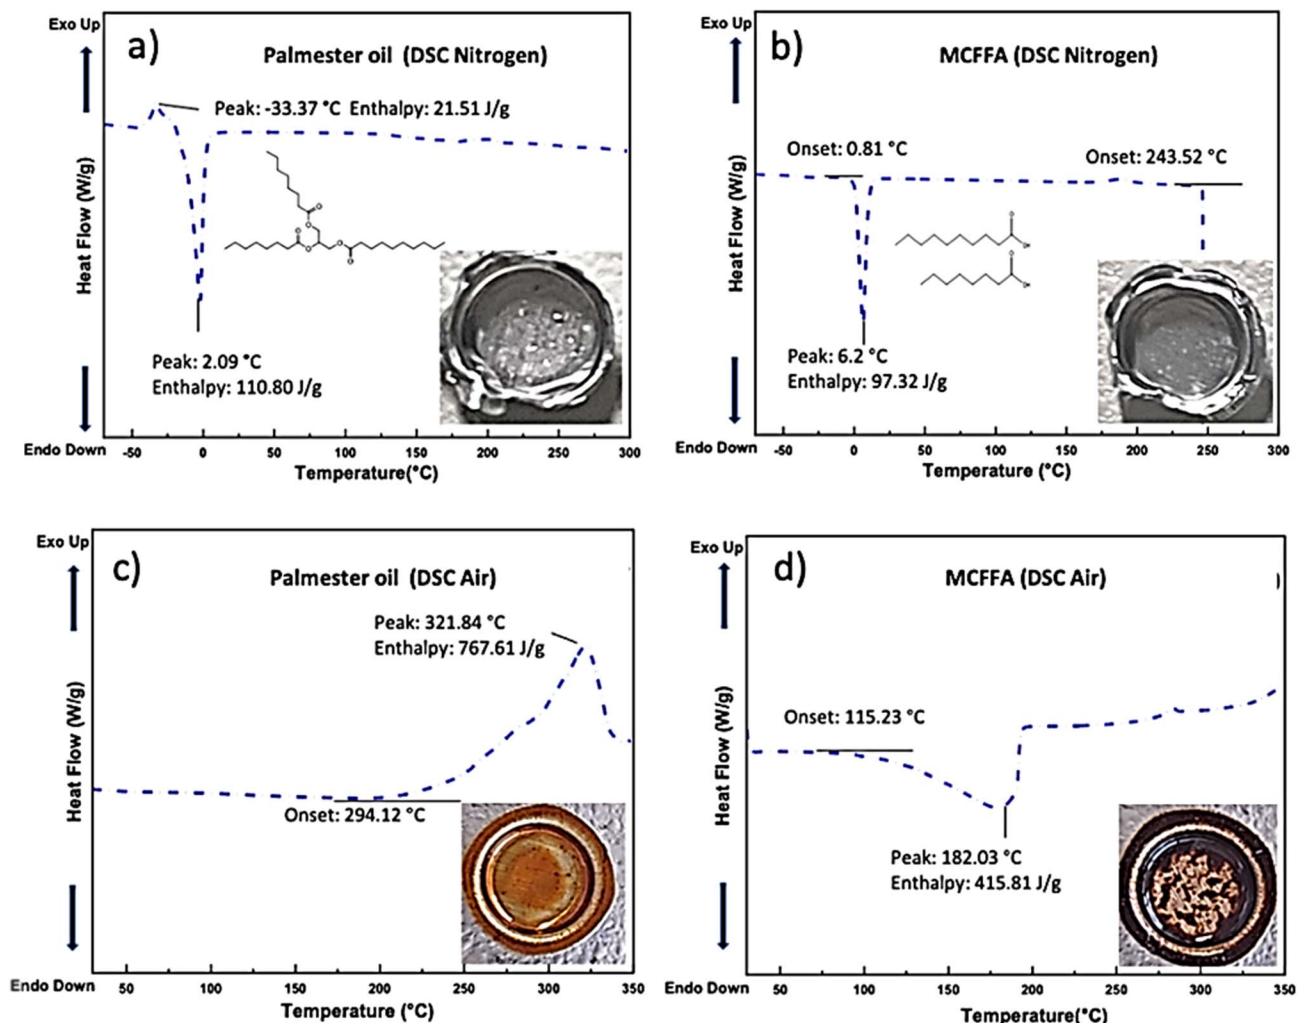 Exo Up
a)
Palmester oil (DSC Nitrogen)
Peak: -33.37 °C Enthalpy: 21.51 J/g
Heat Flow (W/g)
O
O
O
O
O
O
Peak: 2.09 °C
Enthalpy: 110.80 J/g
Endo Down
-50 0 50 100 150 200 250 300
Temperature(°C)
Exo Up
b)
MCFFA (DSC Nitrogen)
Onset: 0.81 °C
Onset: 243.52 °C
Heat Flow (W/g)
O
OH
O
OH
Peak: 6.2 °C
Enthalpy: 97.32 J/g
Endo Down
-50 0 50 100 150 200 250 300
Temperature (°C)
Exo Up
c)
Palmester oil (DSC Air)
Peak: 321.84 °C
Enthalpy: 767.61 J/g
Heat Flow (W/g)
Onset: 294.12 °C
Endo Down
50 100 150 200 250 300 350
Temperature (°C)
Exo Up
d)
MCFFA (DSC Air)
)
Onset: 115.23 °C
Heat Flow (W/g)
Peak: 182.03 °C
Enthalpy: 415.81 J/g
Endo Down
50 100 150 200 250 300 350
Temperature(°C)